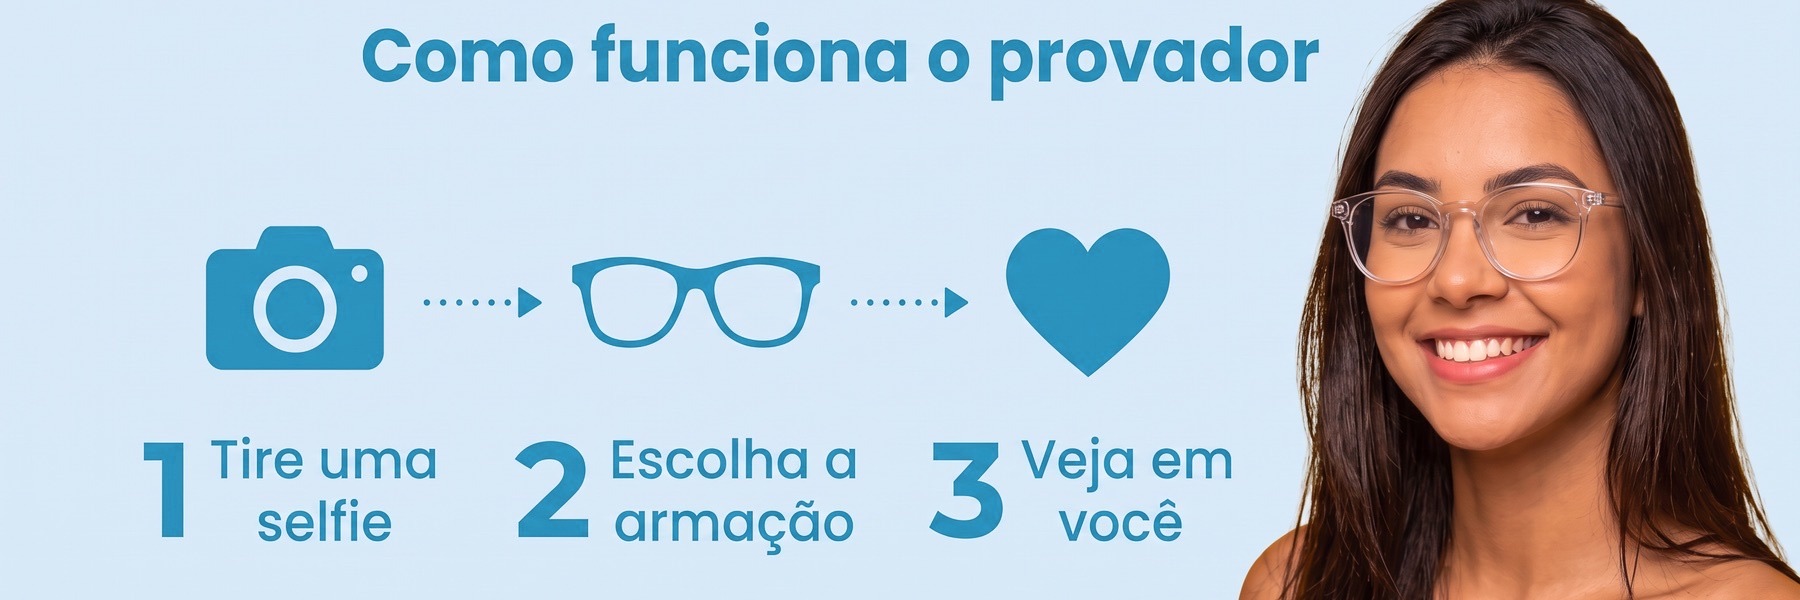 Como funciona o provador
1 Tire uma
selfie
2 Escolha a
armação
3 Veja em
você